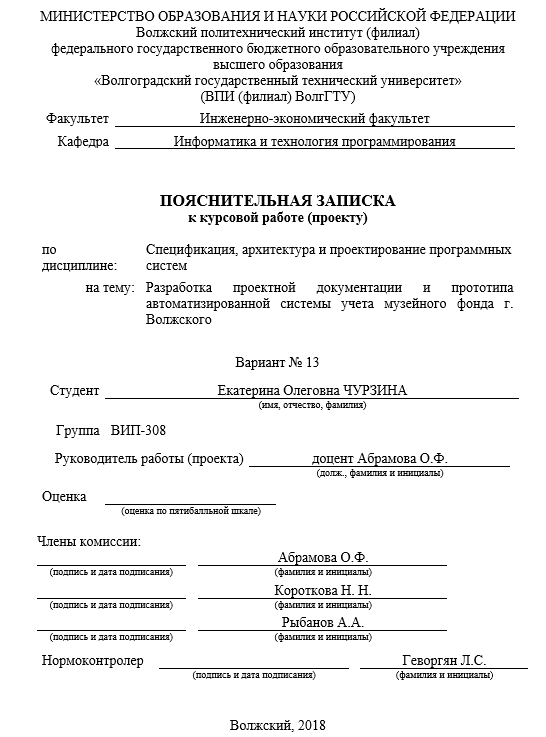 МИНИСТЕРСТВО ОБРАЗОВАНИЯ И НАУКИ РОССИЙСКОЙ ФЕДЕРАЦИИ
Волжский политехнический институт (филиал)
федерального государственного бюджетного образовательного учреждения
высшего образования
«Волгоградский государственный технический университет»
(ВПИ (филиал) ВолгГТУ)
Факультет Инженерно-экономический факультет
Кафедра Информатика и технология программирования
ПОЯСНИТЕЛЬНАЯ ЗАПИСКА
к курсовой работе (проекту)
по Спецификация, архитектура и проектирование программных
дисциплине: систем
на тему: Разработка проектной документации и прототипа
автоматизированной системы учета музейного фонда г.
Волжского
Вариант № 13
Студент Екатерина Олеговна ЧУРЗИНА
(имя, отчество, фамилия)
Группа ВИП-308
Руководитель работы (проекта) доцент Абрамова О.Ф.
(долж., фамилия и инициалы)
Оценка
(оценка по пятибалльной шкале)
Члены комиссии:
Абрамова О.Ф.
(подпись и дата подписания) (фамилия и инициалы)
Короткова Н. Н.
(подпись и дата подписания) (фамилия и инициалы)
Рыбанов А.А.
(подпись и дата подписания) (фамилия и инициалы)
Нормоконтролер Геворгян Л.С.
(подпись и дата подписания) (фамилия и инициалы)
Волжский, 2018